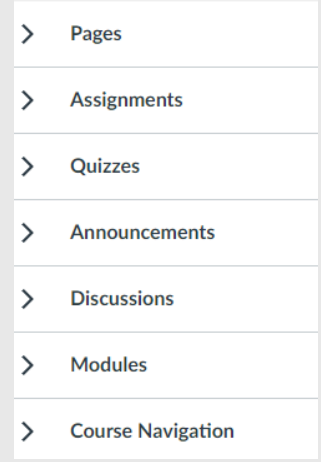 Pages
Assignments
Quizzes
Announcements
Discussions
Modules
Course Navigation